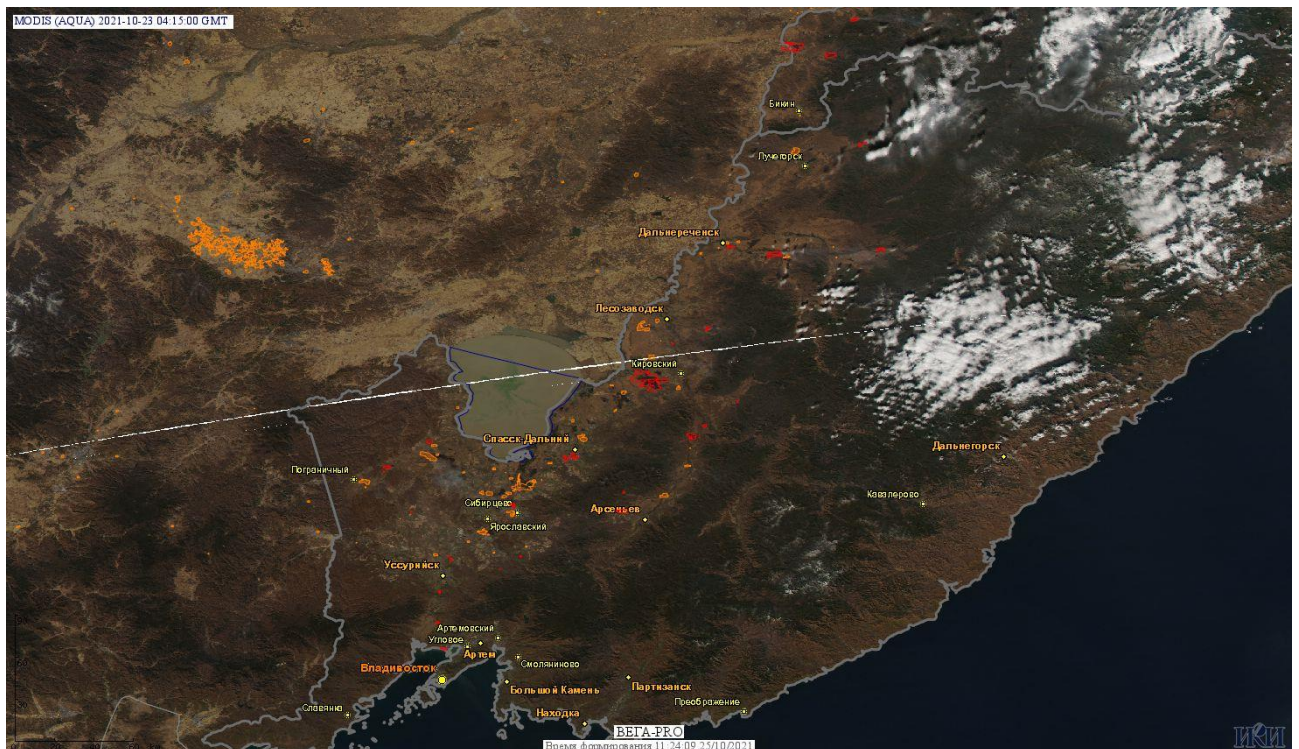 MODIS (AQUA) 2021-10-23 04:15:00 GMT
Бикин
Лучегорск
Дальнереченск
Лесозаводск
Кировский
Спасск-Дальний
Дальнегорск
Пограничный
Кавалерово
Сибирцево
Арсеньев
Ярославский
Уссурийск
Артемовский
Угловое
Артем
Смоляниново
Владивосток
Партизанск
Большой Камень
Преображение
Славянка
Находка
ВЕГА-PRO
ИКИ
Время формирования 11:24:09 25/10/2021